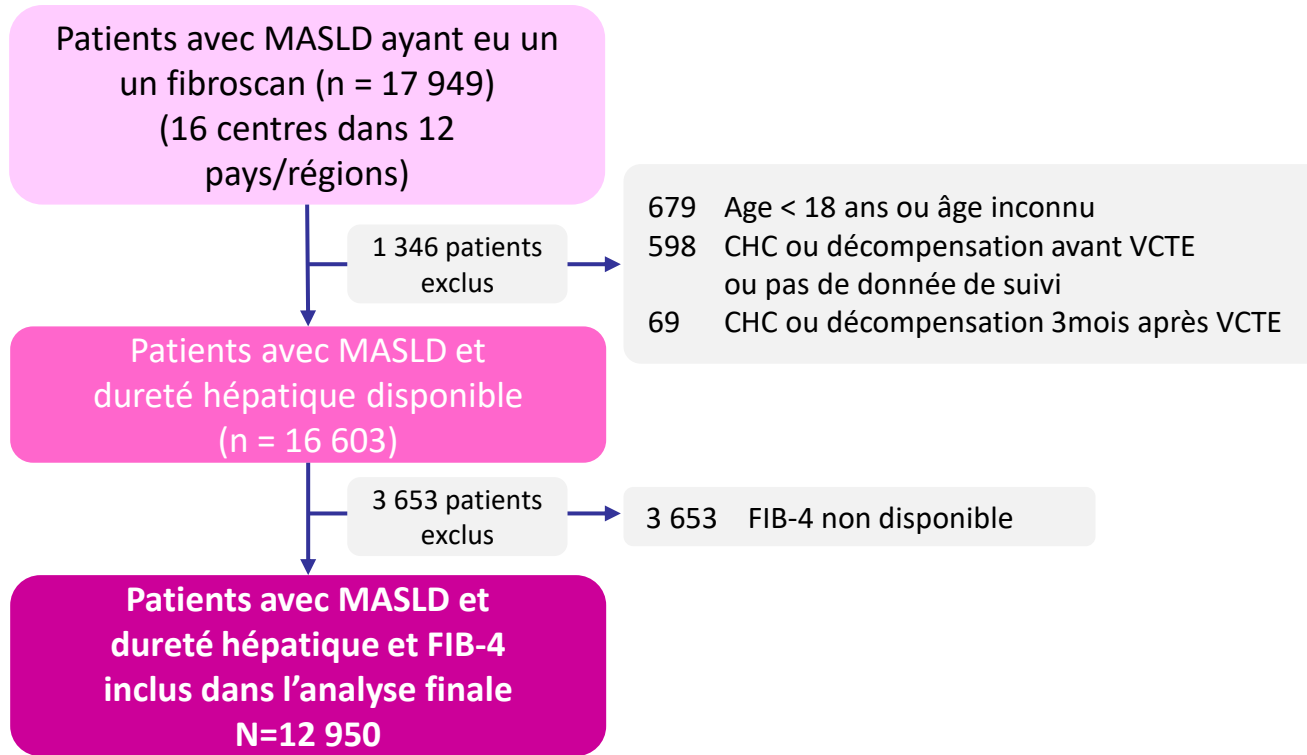 Patients avec MASLD ayant eu un
un fibroscan (n = 17 949)
(16 centres dans 12
pays/régions)
1 346 patients
exclus
679 Age < 18 ans ou âge inconnu
598 CHC ou décompensation avant VCTE
ou pas de donnée de suivi
69 CHC ou décompensation 3mois après VCTE
Patients avec MASLD et
dureté hépatique disponible
(n = 16 603)
3 653 patients
exclus
3 653 FIB-4 non disponible
Patients avec MASLD et
dureté hépatique et FIB-4
inclus dans l’analyse finale
N=12 950